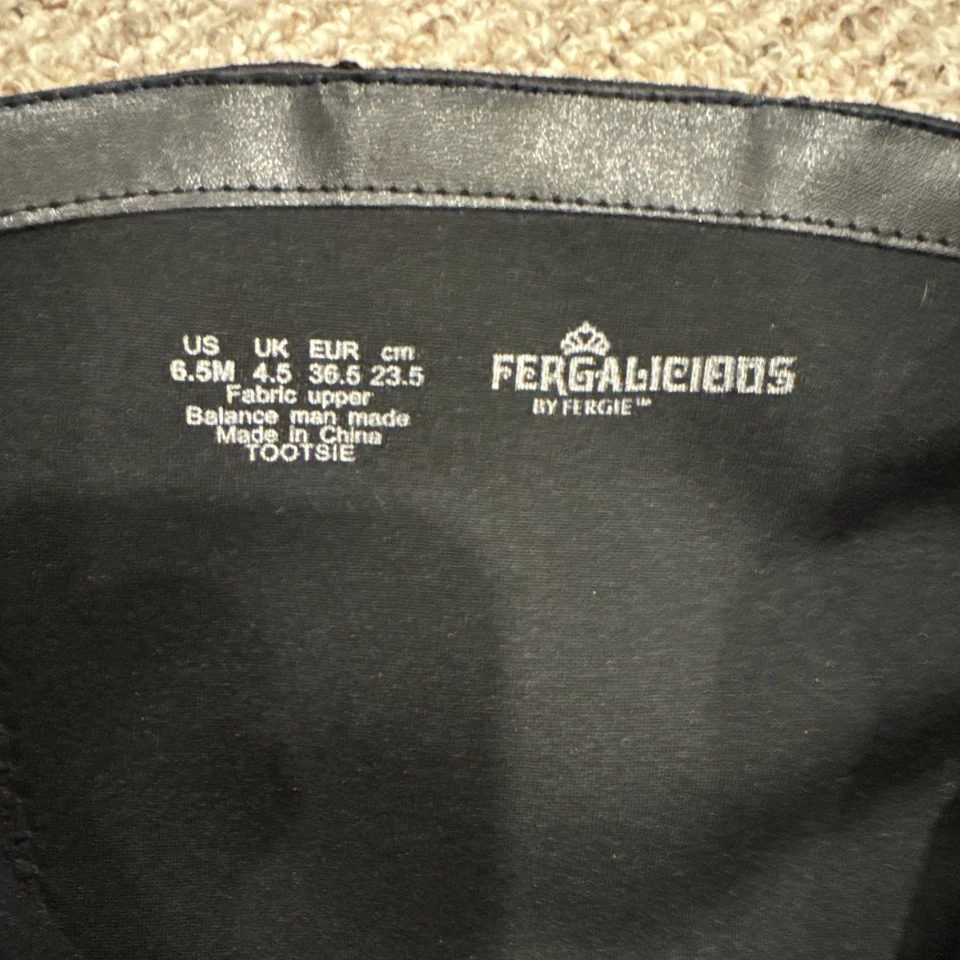 US UK EUR cm
6.5M 4.5 36.5 23.5
Fabric upper
Balance man made
Made in China
TOOTSIE
FERGALICIOUS
BY FERGIE™